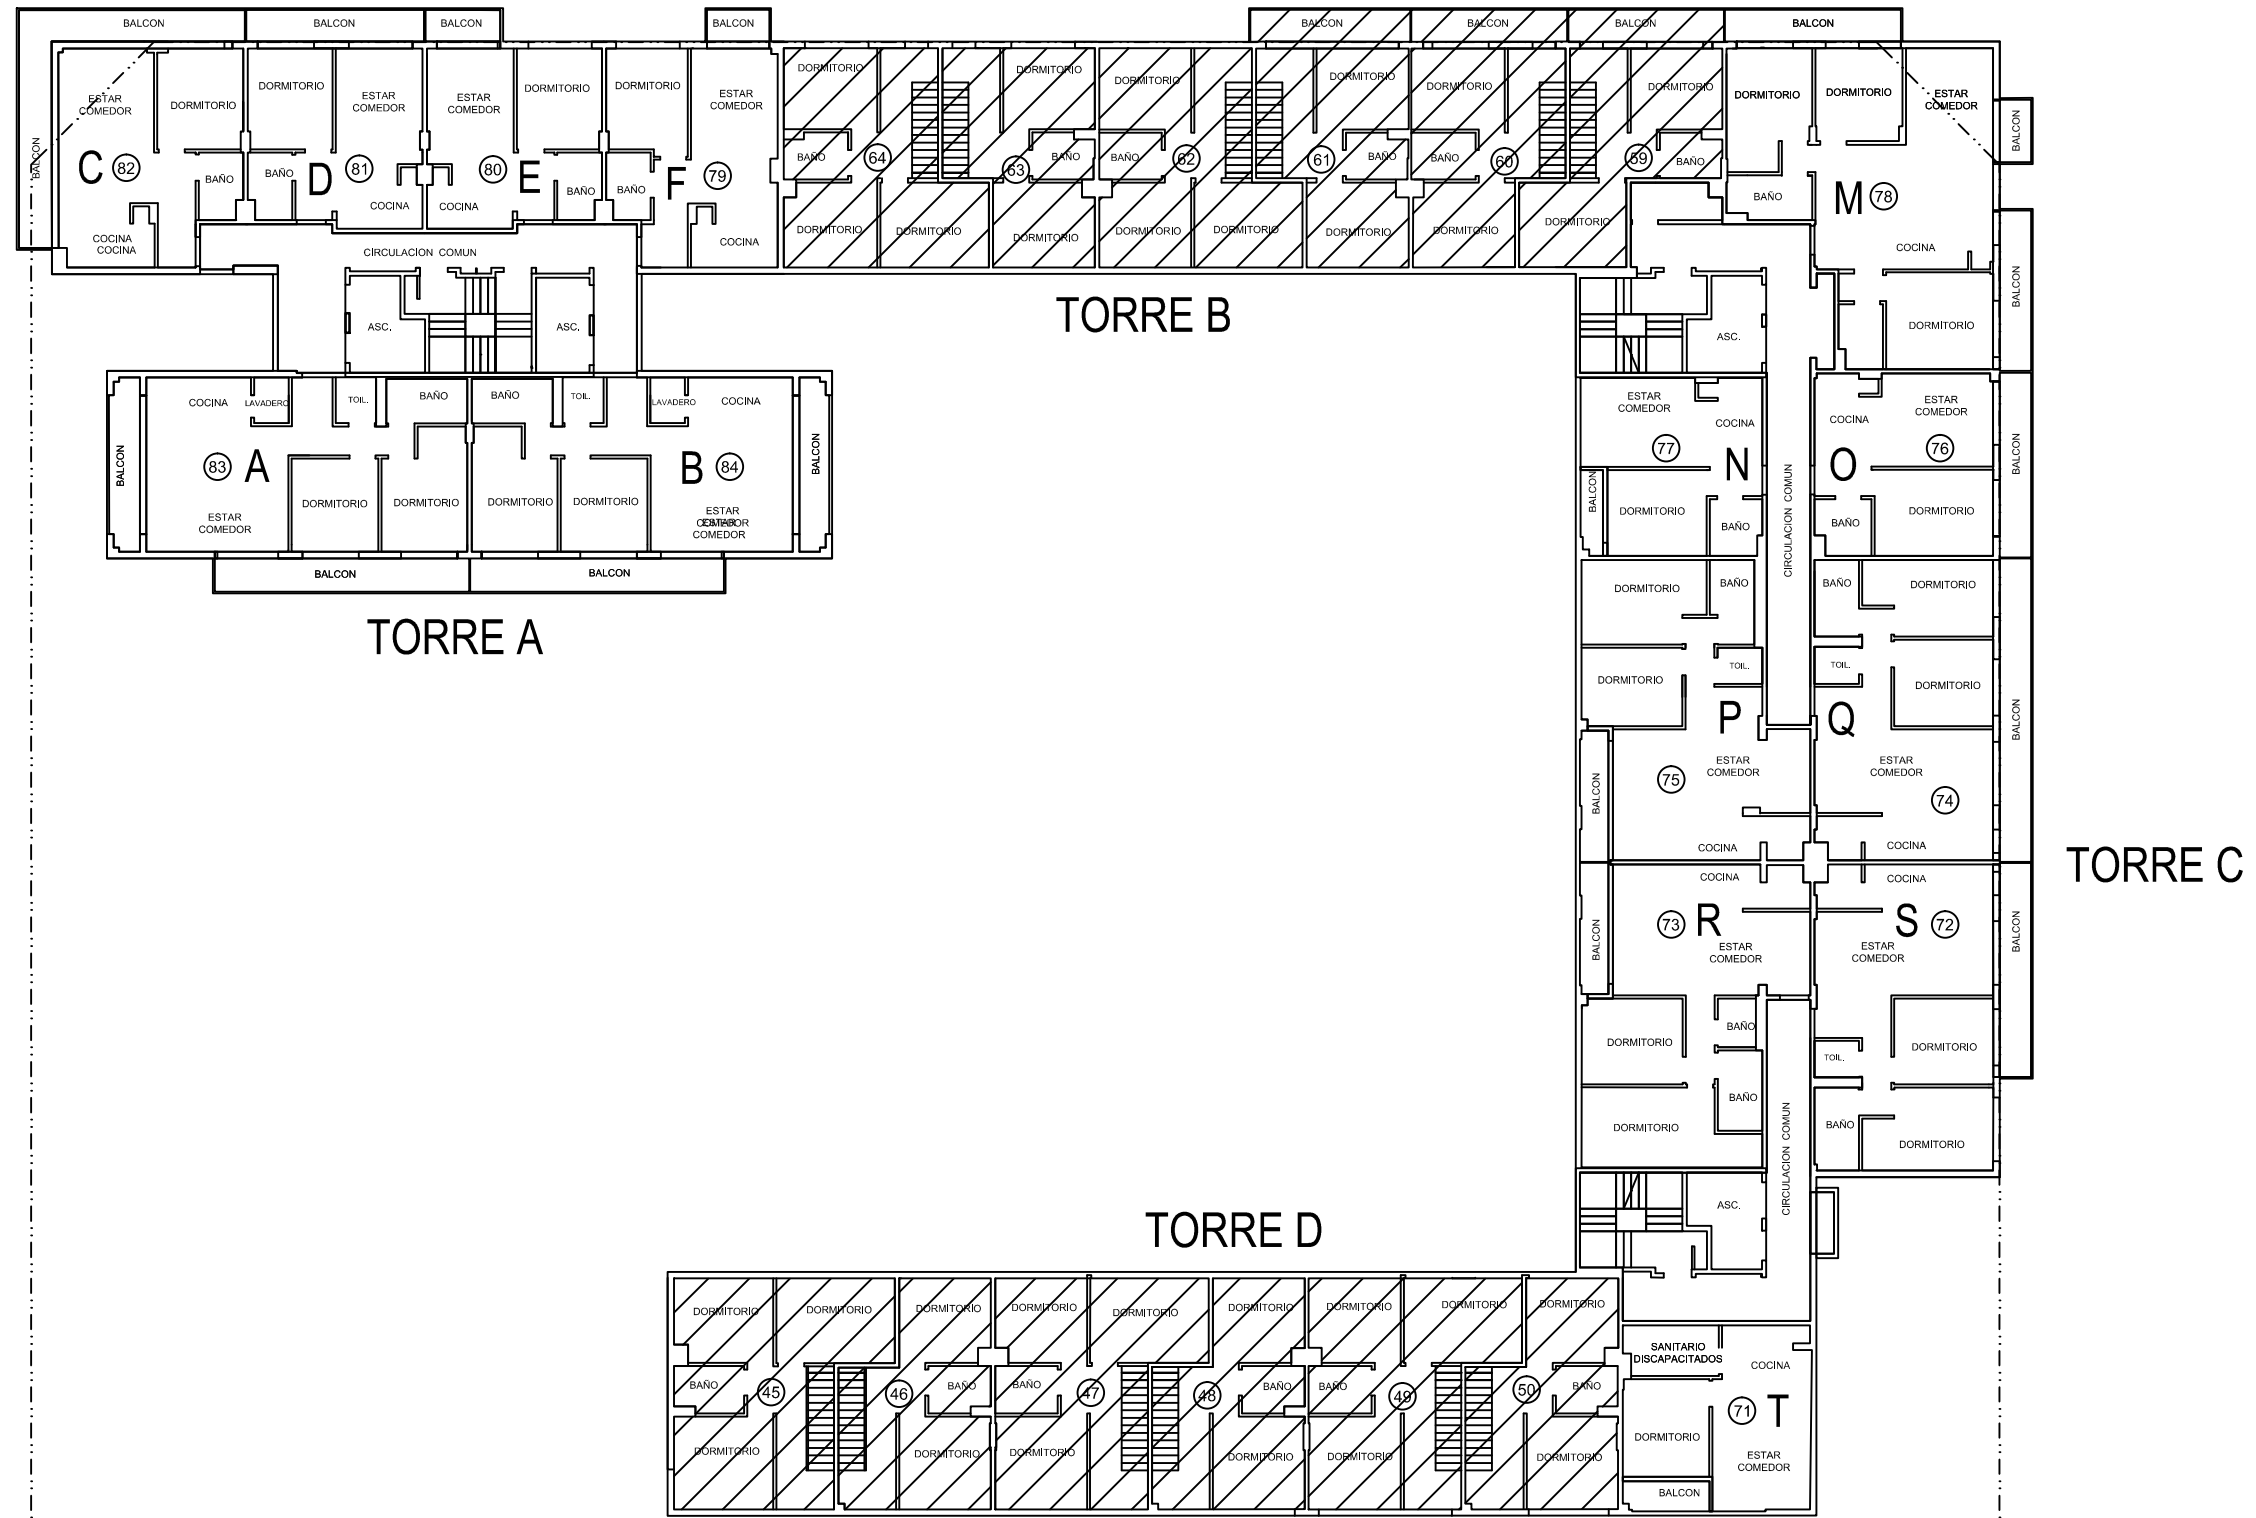 BALCON
BALCON
BALCON
BALCON
BALCON
BALCON
BALCON
BALCON
ESTAR
COMEDOR
DORMITORIO
DORMITORIO
ESTAR
COMEDOR
ESTAR
COMEDOR
DORMITORIO
DORMITORIO
ESTAR
COMEDOR
DORMITORIO
DORMITORIO
DORMITORIO
DORMITORIO
DORMITORIO
DORMITORIO
DORMITORIO
DORMITORIO
ESTAR
COMEDOR
BALCON
BALCON
C 82
BAÑO
BAÑO
D 81
80 E
BAÑO
BAÑO
F 79
BAÑO
64
63
BAÑO
BAÑO
62
61
BAÑO
BAÑO
60
59
BAÑO
BAÑO
M 78
COCINA
COCINA
COCINA
COCINA
COCINA
DORMITORIO
DORMITORIO
DORMITORIO
DORMITORIO
DORMITORIO
DORMITORIO
DORMITORIO
DORMITORIO
COCINA
CIRCULACION COMUN
ASC.
ASC.
TORRE B
ASC.
DORMITORIO
BALCON
COCINA
LAVADERO
TOIL.
BAÑO
BAÑO
TOIL.
LAVADERO
COCINA
BALCON
83 A
B 84
BALCON
DORMITORIO
DORMITORIO
DORMITORIO
DORMITORIO
ESTAR
COMEDOR
ESTAR
COMEDOR
ESTAR
COMEDOR
BALCON
BALCON
TORRE A
ESTAR
COMEDOR
COCINA
77
N
BALCON
DORMITORIO
BAÑO
CIRCULACION COMUN
ESTAR
COMEDOR
COCINA
O
76
BALCON
BAÑO
DORMITORIO
DORMITORIO
BAÑO
BAÑO
DORMITORIO
DORMITORIO
TOIL.
TOIL.
DORMITORIO
P
Q
BALCON
ESTAR
COMEDOR
ESTAR
COMEDOR
75
74
BALCON
COCINA
COCINA
TORRE C
COCINA
COCINA
73 R
S 72
BALCON
BALCON
ESTAR
COMEDOR
ESTAR
COMEDOR
DORMITORIO
BAÑO
TOIL.
DORMITORIO
BAÑO
DORMITORIO
BAÑO
DORMITORIO
CIRCULACION COMUN
ASC.
TORRE D
DORMITORIO
DORMITORIO
DORMITORIO
DORMITORIO
DORMITORIO
DORMITORIO
DORMITORIO
DORMITORIO
DORMITORIO
SANITARIO
DISCAPACITADOS
COCINA
BAÑO
45
46
BAÑO
BAÑO
47
48
BAÑO
BAÑO
49
50
BAÑO
71 T
DORMITORIO
DORMITORIO
DORMITORIO
DORMITORIO
DORMITORIO
DORMITORIO
DORMITORIO
ESTAR
COMEDOR
BALCON